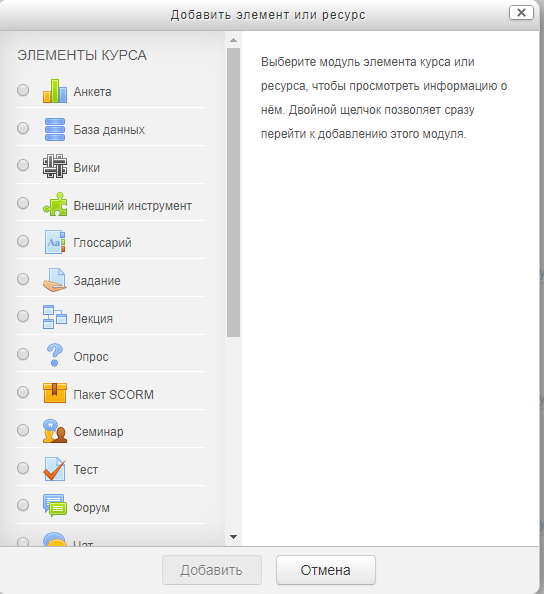 Добавить элемент или ресурс
ЭЛЕМЕНТЫ КУРСА
Анкета
База данных
Вики
Внешний инструмент
Глоссарий
Задание
Лекция
Опрос
Пакет SCORM
Семинар
Тест
Форум
Чат
Выберите модуль элемента курса или
ресурса, чтобы просмотреть информацию о
нём. Двойной щелчок позволяет сразу
перейти к добавлению этого модуля.
Добавить
Отмена